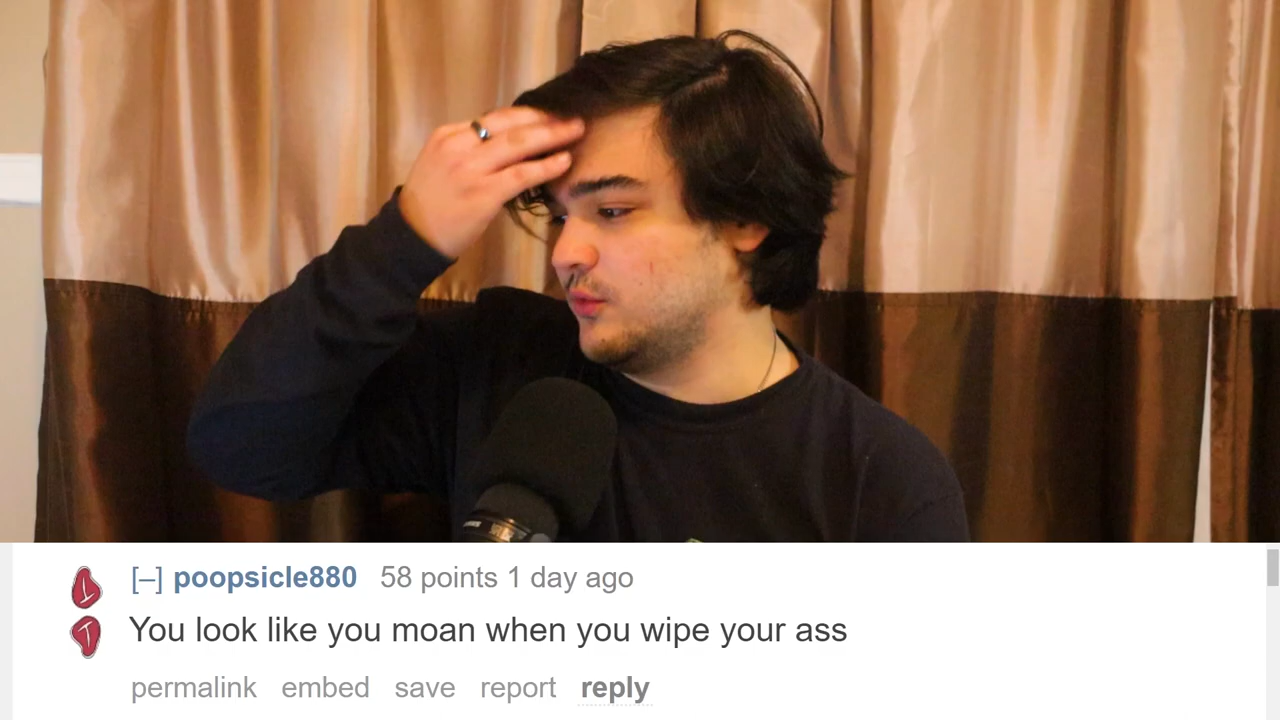 [–] poopsicle880 58 points 1 day ago
You look like you moan when you wipe your ass
permalink embed save report reply